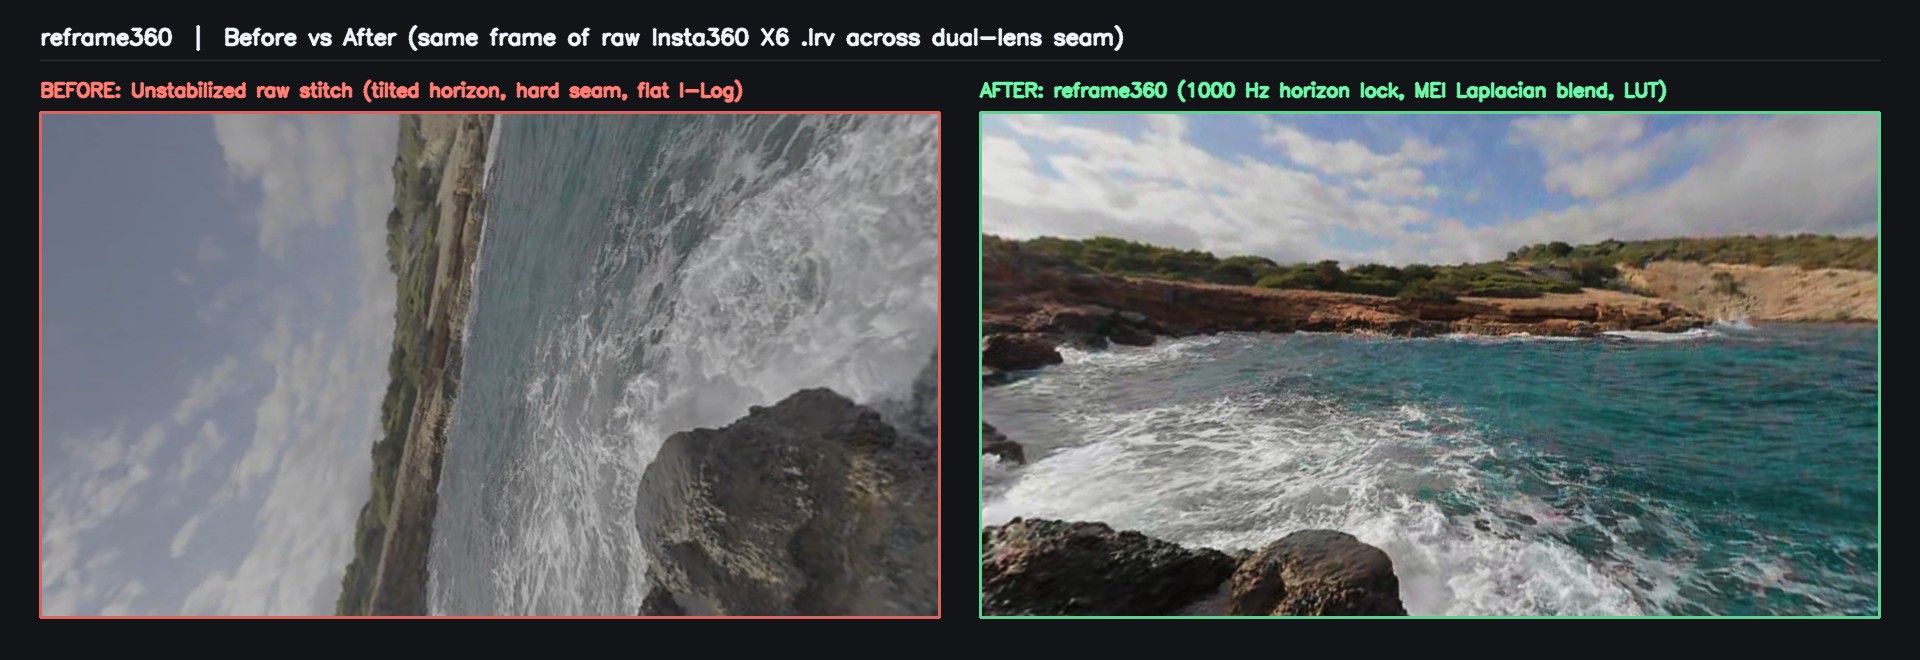 reframe360 | Before vs After (same frame of raw Insta360 X6 .lrv across dual-lens seam)
BEFORE: Unstabilized raw stitch (tilted horizon, hard seam, flat I-Log)
AFTER: reframe360 (1000 Hz horizon lock, MEI Laplacian blend, LUT)